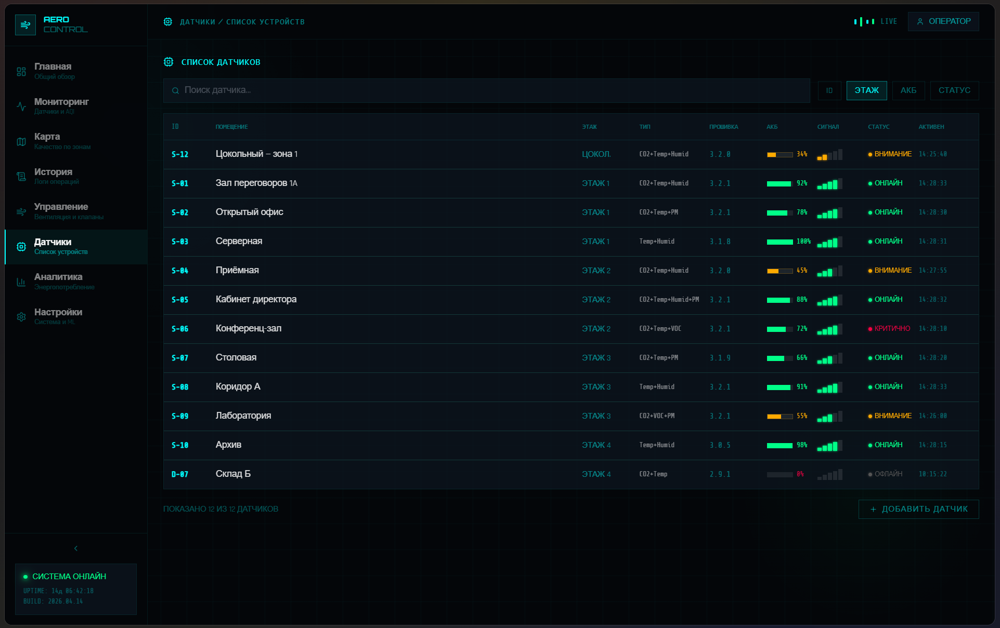 AERO
CONTROL
ДАТЧИКИ / СПИСОК УСТРОЙСТВ
LIVE
ОПЕРАТОР
Главная
Общий обзор
Мониторинг
Датчики и AQI
Карта
Качество по зонам
История
Логи операций
Управление
Вентиляция и клапаны
Датчики
Список устройств
Аналитика
Энергопотребление
Настройки
Система и ML
СИСТЕМА ОНЛАЙН
UPTIME: 14д 06:42:18
BUILD: 2026.04.14
СПИСОК ДАТЧИКОВ
Поиск датчика...
ID ЭТАЖ АКБ СТАТУС
ID ПОМЕЩЕНИЕ ЭТАЖ ТИП ПРОШИВКА АКБ СИГНАЛ СТАТУС АКТИВЕН
S-12 Цокольный – зона 1 ЦОКОЛ. CO2+Temp+Humid 3.2.0 34% ВНИМАНИЕ 14:25:40
S-01 Зал переговоров 1А ЭТАЖ 1 CO2+Temp+Humid 3.2.1 92% ОНЛАЙН 14:28:33
S-02 Открытый офис ЭТАЖ 1 CO2+Temp+PM 3.2.1 78% ОНЛАЙН 14:28:30
S-03 Серверная ЭТАЖ 1 Temp+Humid 3.1.8 100% ОНЛАЙН 14:28:31
S-04 Приёмная ЭТАЖ 2 CO2+Temp+Humid 3.2.0 45% ВНИМАНИЕ 14:27:55
S-05 Кабинет директора ЭТАЖ 2 CO2+Temp+Humid+PM 3.2.1 88% ОНЛАЙН 14:28:32
S-06 Конференц-зал ЭТАЖ 2 CO2+Temp+VOC 3.2.1 72% КРИТИЧНО 14:28:10
S-07 Столовая ЭТАЖ 3 CO2+Temp+PM 3.1.9 66% ОНЛАЙН 14:28:20
S-08 Коридор А ЭТАЖ 3 Temp+Humid 3.2.1 91% ОНЛАЙН 14:28:33
S-09 Лаборатория ЭТАЖ 3 CO2+VOC+PM 3.2.1 55% ВНИМАНИЕ 14:26:00
S-10 Архив ЭТАЖ 4 Temp+Humid 3.0.5 98% ОНЛАЙН 14:28:15
D-07 Склад Б ЭТАЖ 4 CO2+Temp 2.9.1 0% ОФЛАЙН 10:15:22
ПОКАЗАНО 12 ИЗ 12 ДАТЧИКОВ
+ ДОБАВИТЬ ДАТЧИК